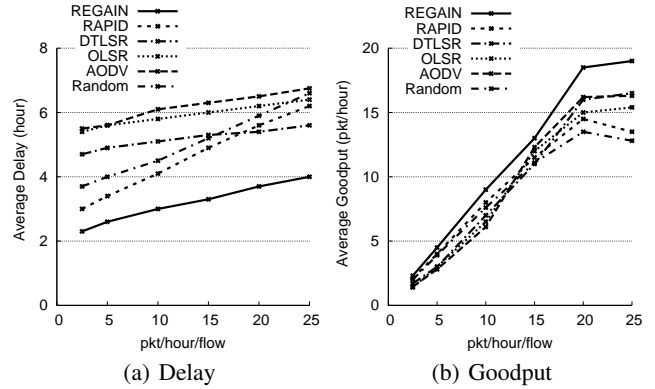 REGAIN
RAPID
DTLSR
OLSR
AODV
Random
8
6
4
2
0
Average Delay (hour)
0 5 10 15 20 25
pkt/hour/flow
(a) Delay
REGAIN
RAPID
DTLSR
OLSR
AODV
Random
20
15
10
5
0
Average Goodput (pkt/hour)
0 5 10 15 20 25
pkt/hour/flow
(b) Goodput